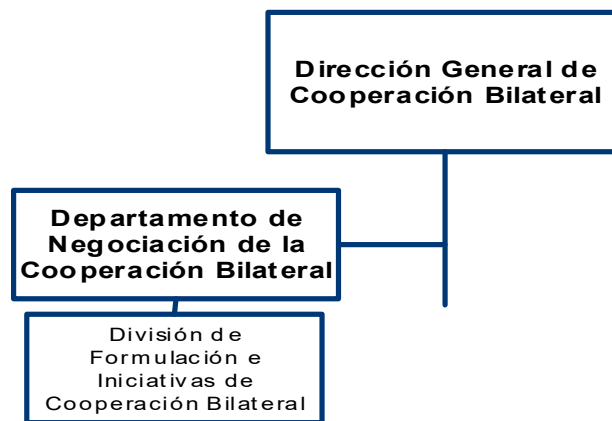 Dirección General de
Cooperación Bilateral
Departamento de
Negociación de la
Cooperación Bilateral
División de
Formulación e
Iniciativas de
Cooperación Bilateral